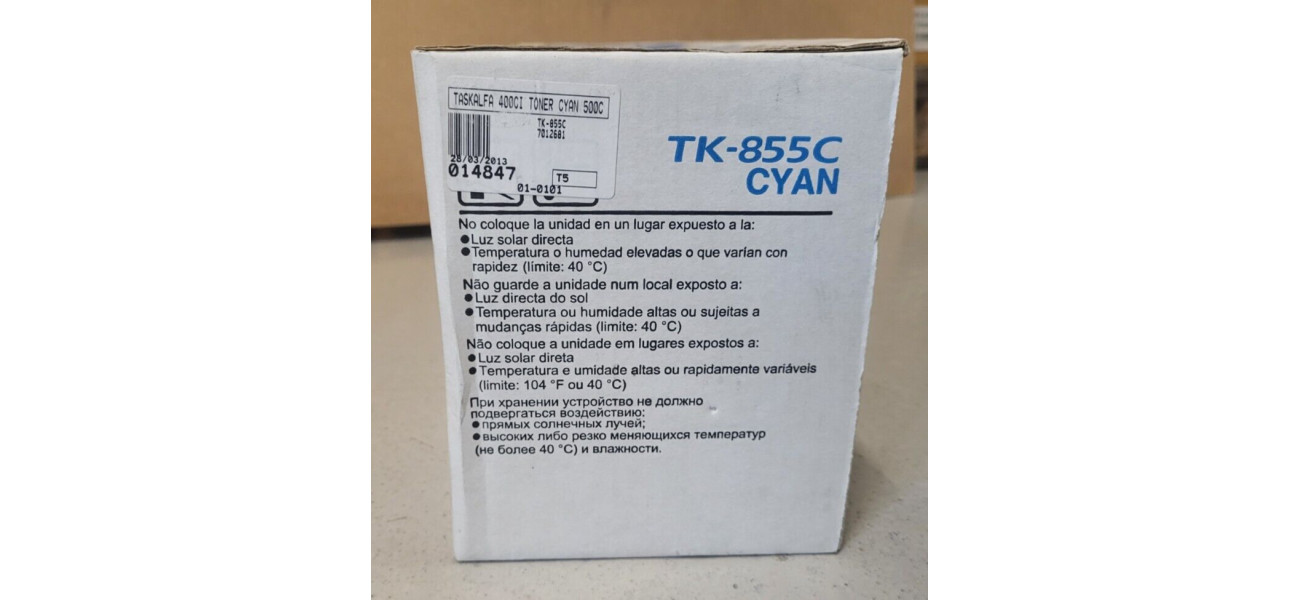 TASKALFA 400CI TONER CYAN 500C
TK-855C
7012681
28/03/2013
014847
T5
01-0101
TK-855C
CYAN
No coloque la unidad en un lugar expuesto a la:
●Luz solar directa
●Temperatura o humedad elevadas o que varían con
rapidez (límite: 40 °C)
Não guarde a unidade num local exposto a:
●Luz directa do sol
●Temperatura ou humidade altas ou sujeitas a
mudanças rápidas (limite: 40 °C)
Não coloque a unidade em lugares expostos a:
●Luz solar direta
●Temperatura e umidade altas ou rapidamente variáveis
(limite: 104 °F ou 40 °C)
При хранении устройство не должно
подвергаться воздействию:
●прямых солнечных лучей;
●высоких либо резко меняющихся температур
(не более 40 °C) и влажности.